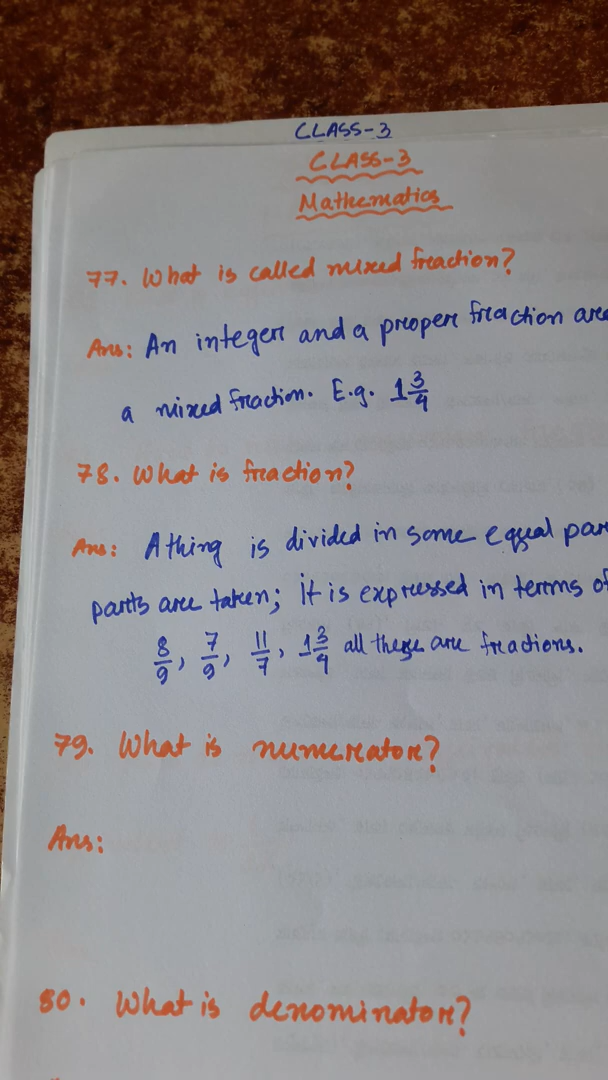 CLASS-3
CLASS-3
Mathematics
77. What is called mixed fraction?
Ans: An integer and a proper fraction are
a mixed fraction. E.g. 1 3/4
78. What is fraction?
Ans: A thing is divided in some equal par
parts are taken; it is expressed in terms of
8/9, 7/9, 11/7, 1 3/4 all these are fractions.
79. What is numerator?
Ans:
80. What is denominator?